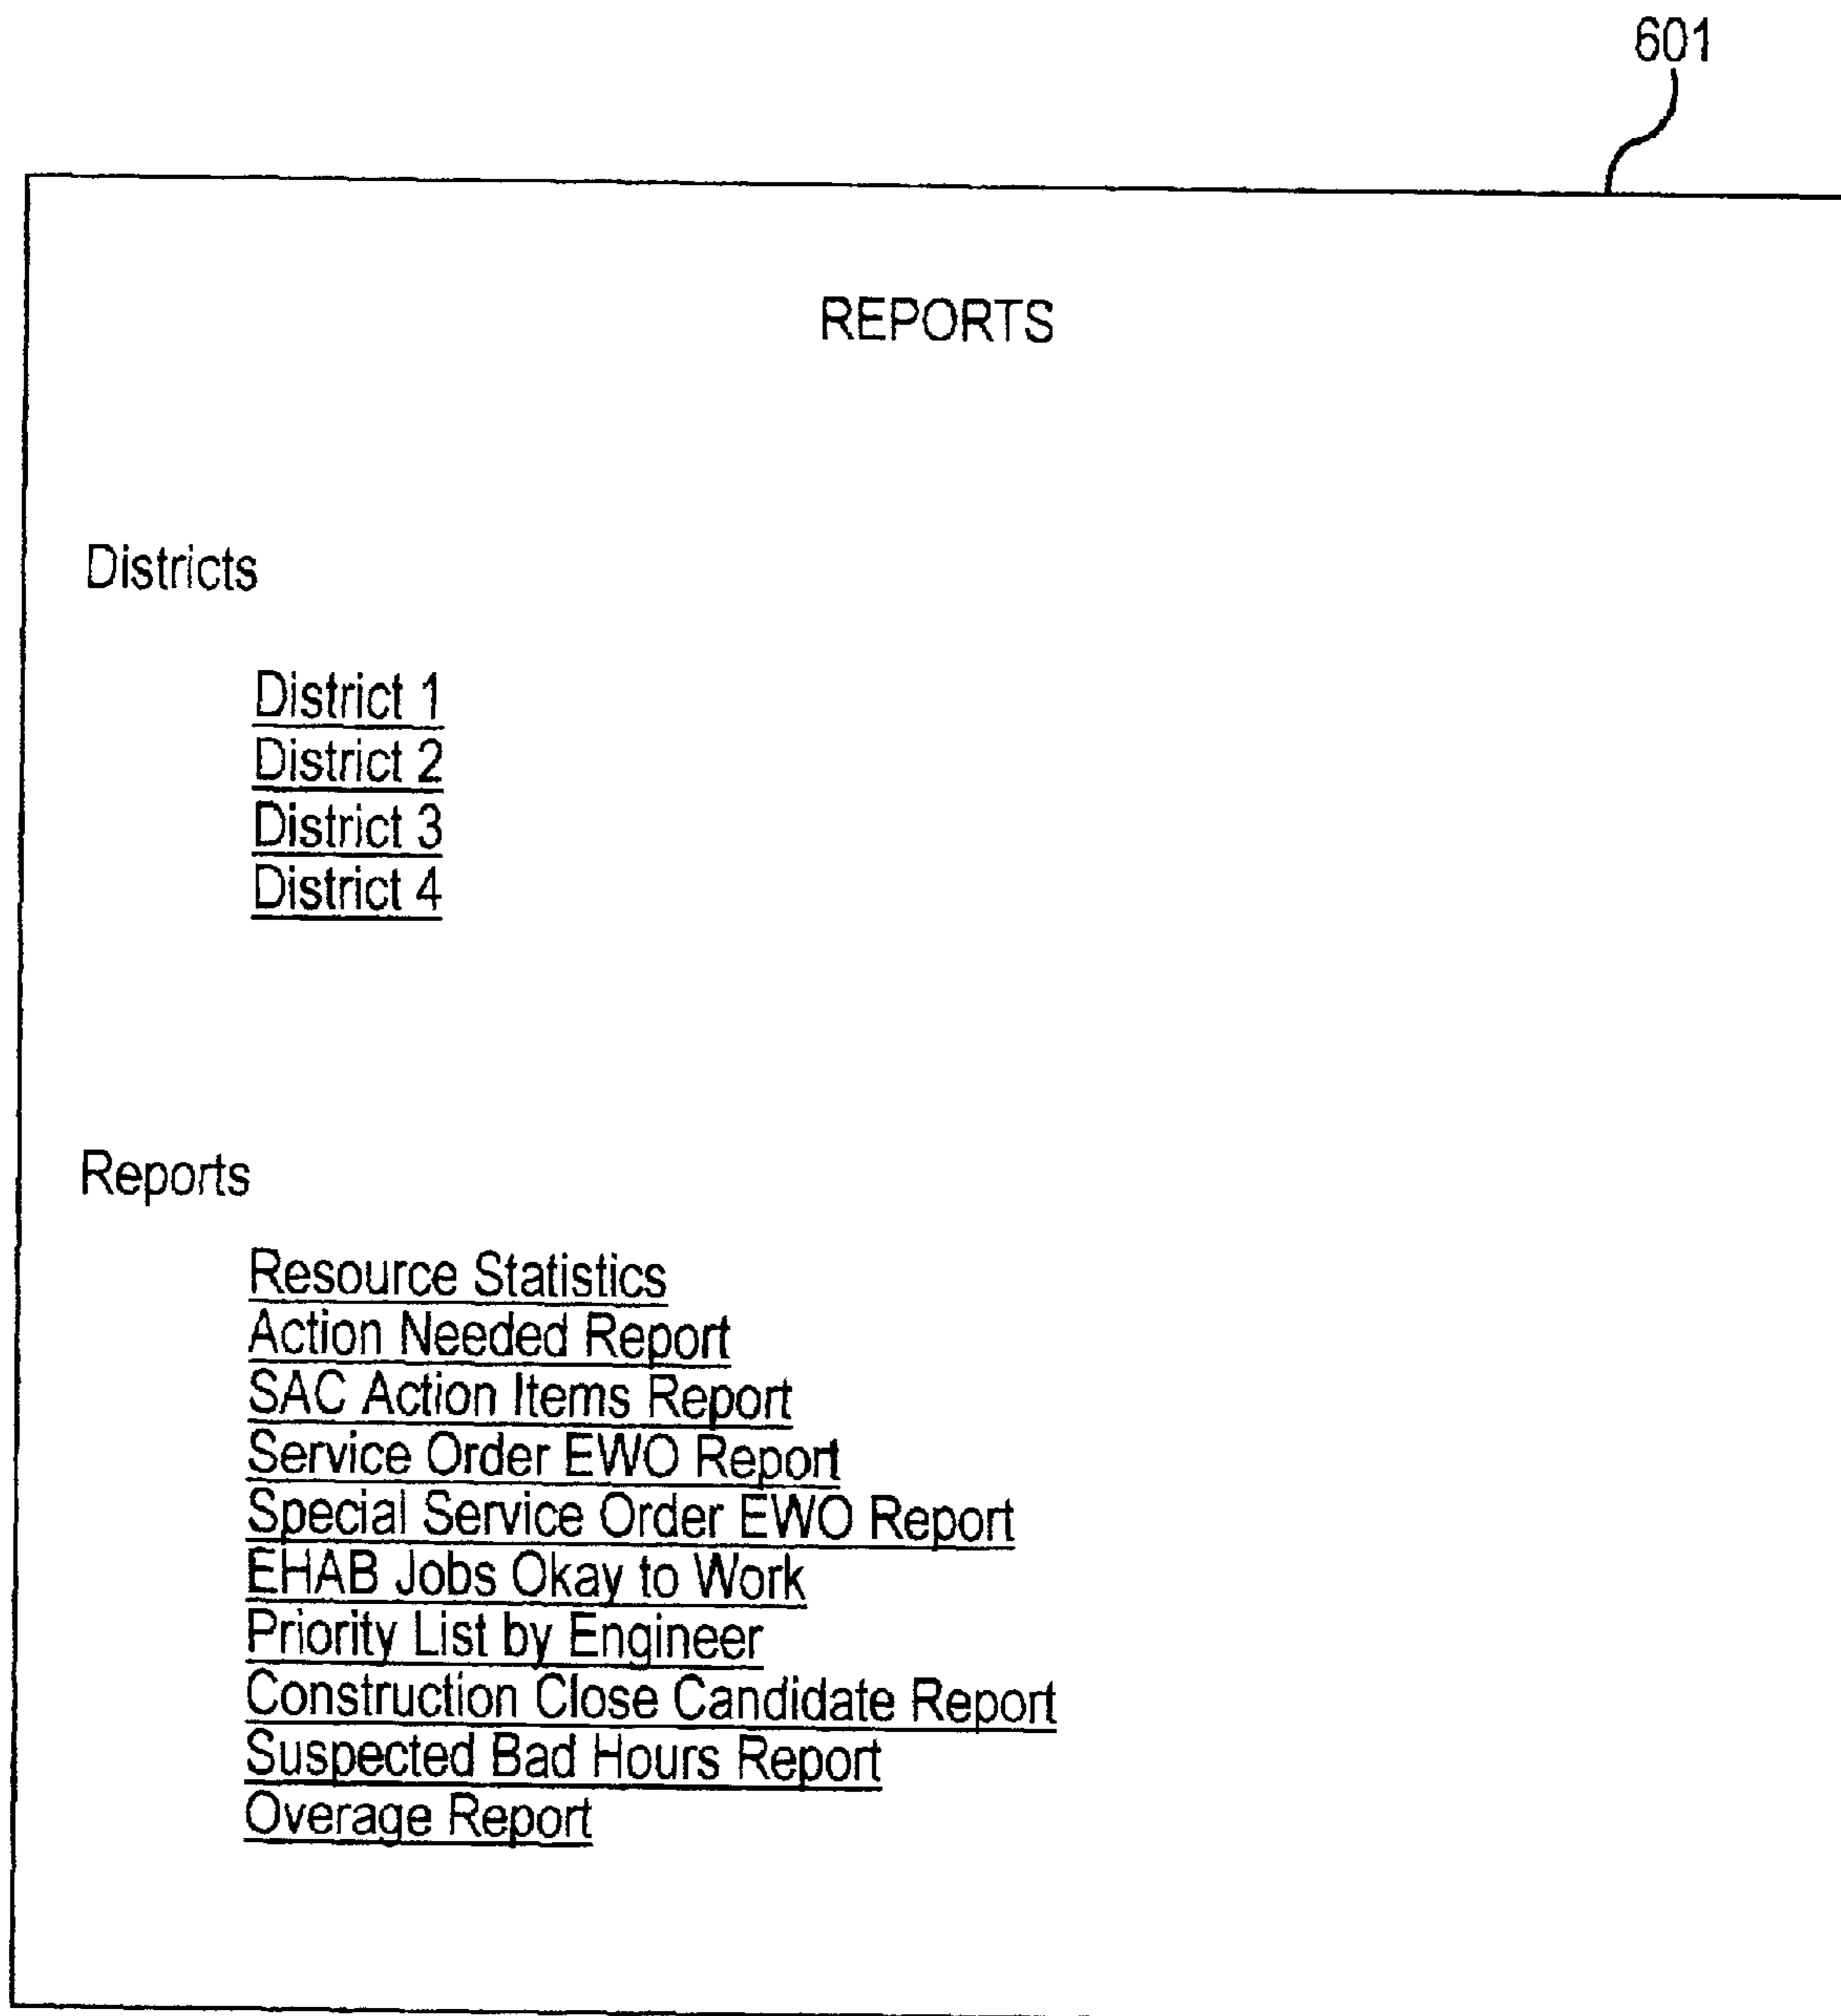 601
REPORTS
Districts
District 1
District 2
District 3
District 4
Reports
Resource Statistics
Action Needed Report
SAC Action Items Report
Service Order EWO Report
Special Service Order EWO Report
EHAB Jobs Okay to Work
Priority List by Engineer
Construction Close Candidate Report
Suspected Bad Hours Report
Overage Report